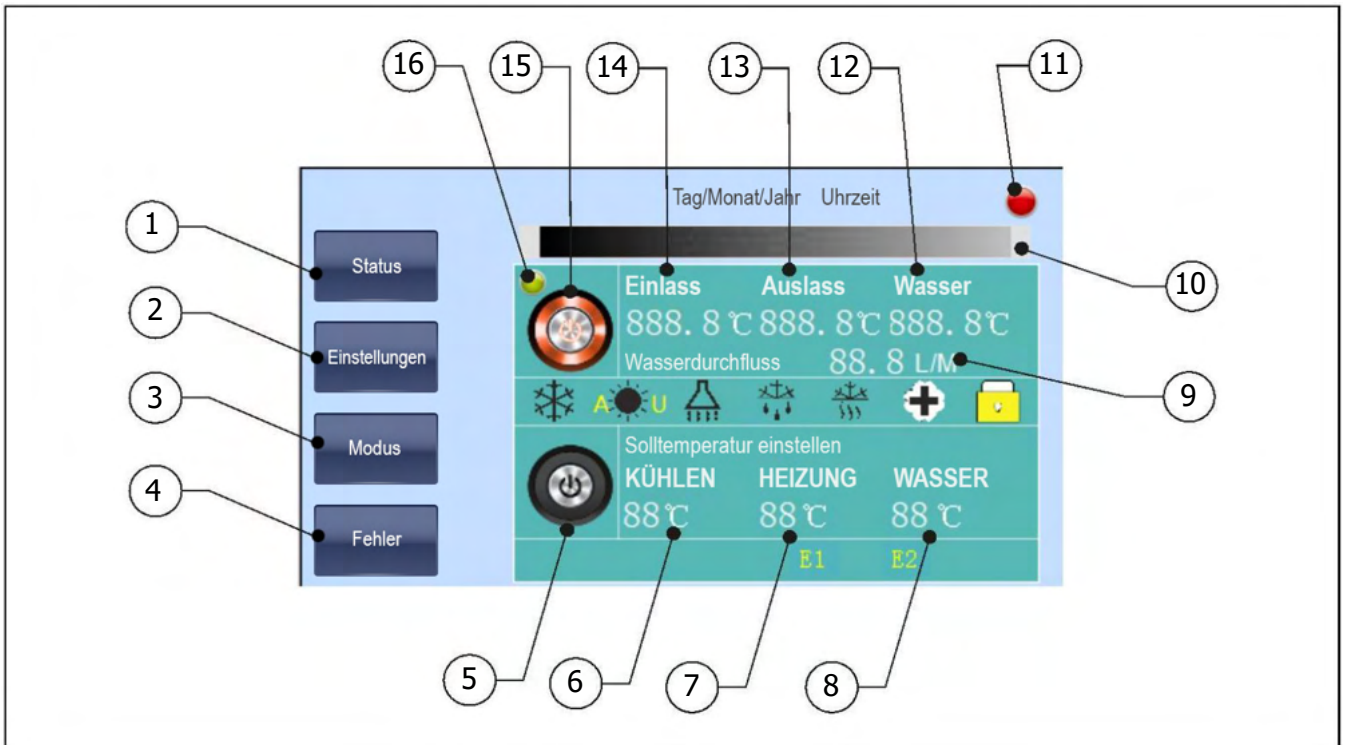 16 15 14 13 12 11
Tag/Monat/Jahr Uhrzeit
1 Status
10
Einlass Auslass Wasser
888.8℃ 888.8℃ 888.8℃
2 Einstellungen
Wasserdurchfluss 88.8 L/M
9
A U
3 Modus
Solltemperatur einstellen
KÜHLEN HEIZUNG WASSER
88℃ 88℃ 88℃
4 Fehler
E1 E2
5 6 7 8